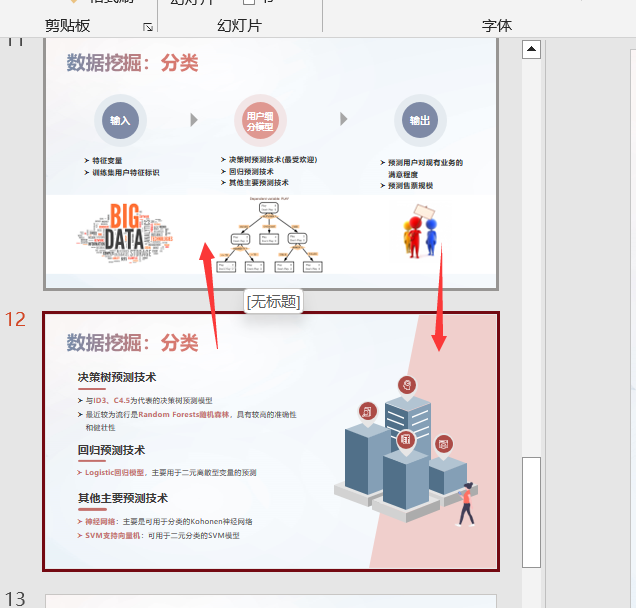 剪贴板
幻灯片
字体
11
数据挖掘：分类
输入
用户细
分模型
输出
➤ 特征变量
➤ 训练集用户特征标识
➤ 决策树预测技术(最受欢迎)
➤ 回归预测技术
➤ 其他主要预测技术
➤ 预测用户对现有业务的
满意程度
➤ 预测售票规模
BIG
DATA
[无标题]
12
数据挖掘：分类
决策树预测技术
➤ 与ID3、C4.5为代表的决策树预测模型
➤ 最近较为流行是Random Forests随机森林，具有较高的准确性
和健壮性
回归预测技术
➤ Logistic回归模型，主要用于二元离散型变量的预测
其他主要预测技术
➤ 神经网络：主要是可用于分类的Kohonen神经网络
➤ SVM支持向量机：可用于二元分类的SVM模型
13